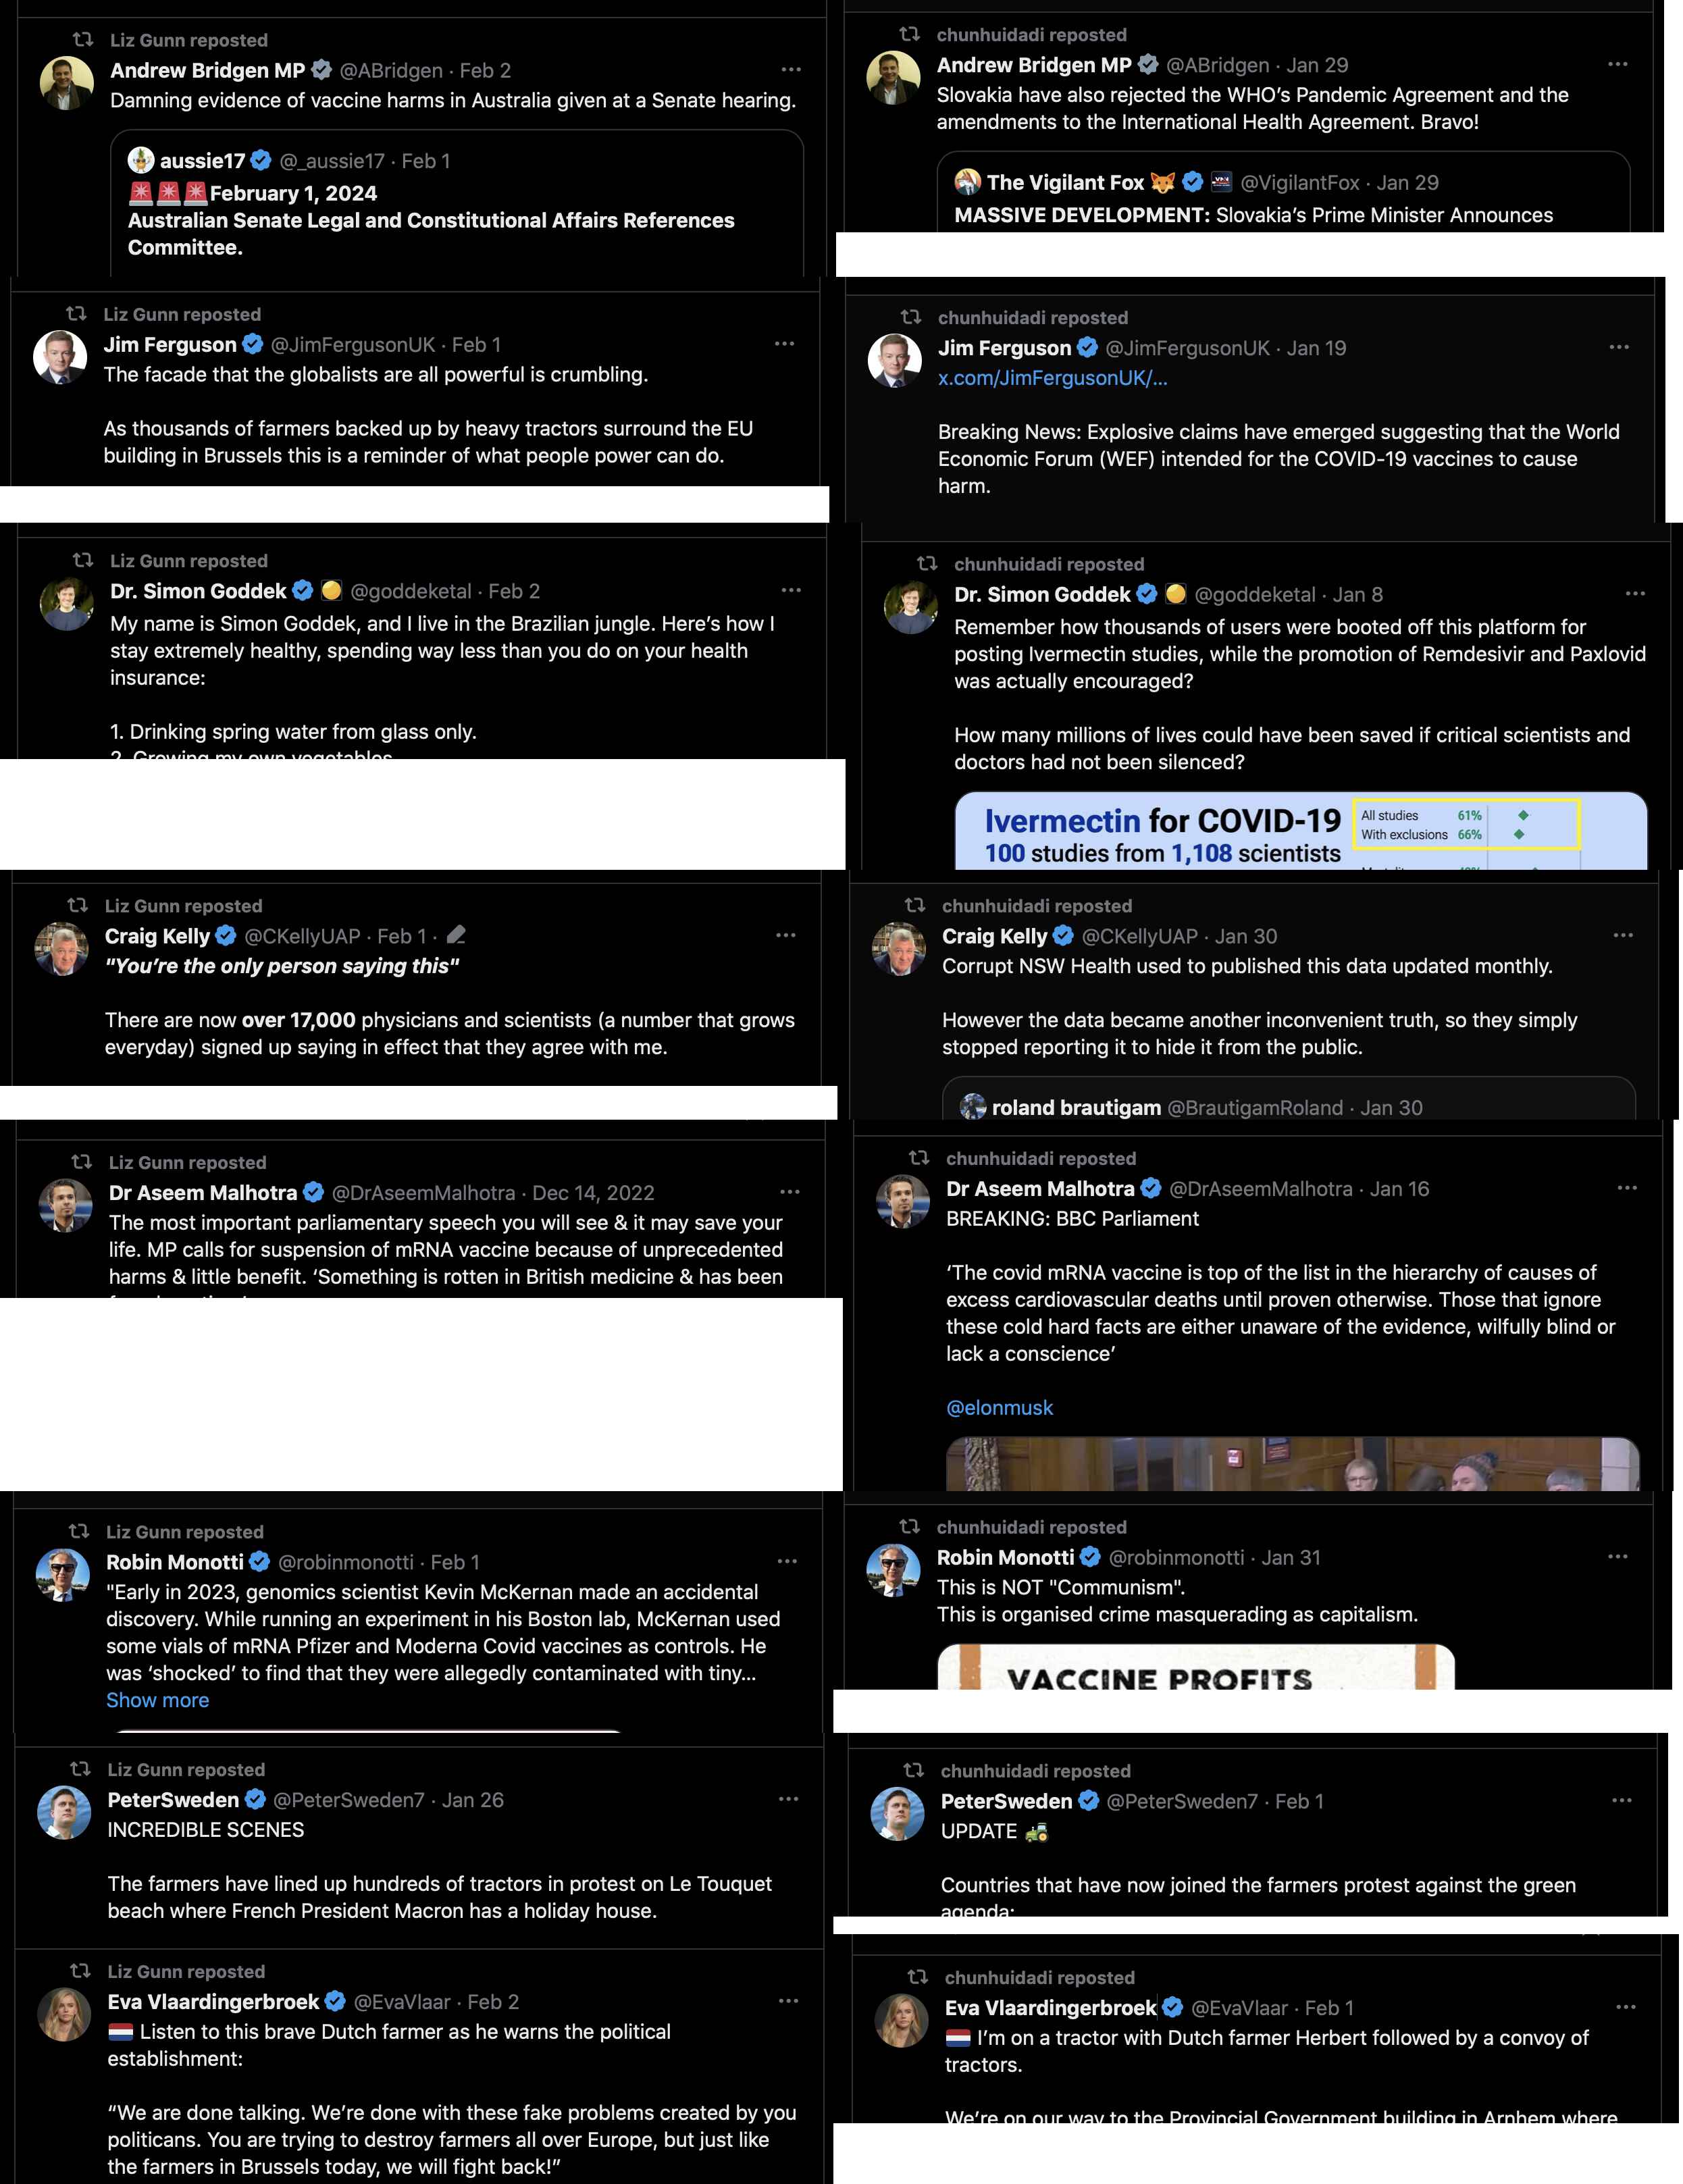 Liz Gunn reposted
Andrew Bridgen MP @ABridgen · Feb 2
Damning evidence of vaccine harms in Australia given at a Senate hearing.
aussie17 @_aussie17 · Feb 1
🚨🚨🚨February 1, 2024
Australian Senate Legal and Constitutional Affairs References
Committee.
chunhuidadi reposted
Andrew Bridgen MP @ABridgen · Jan 29
Slovakia have also rejected the WHO's Pandemic Agreement and the
amendments to the International Health Agreement. Bravo!
The Vigilant Fox 🦊 @VigilantFox · Jan 29
MASSIVE DEVELOPMENT: Slovakia's Prime Minister Announces
Liz Gunn reposted
Jim Ferguson @JimFergusonUK · Feb 1
The facade that the globalists are all powerful is crumbling.
As thousands of farmers backed up by heavy tractors surround the EU
building in Brussels this is a reminder of what people power can do.
chunhuidadi reposted
Jim Ferguson @JimFergusonUK · Jan 19
x.com/JimFergusonUK/...
Breaking News: Explosive claims have emerged suggesting that the World
Economic Forum (WEF) intended for the COVID-19 vaccines to cause
harm.
Liz Gunn reposted
Dr. Simon Goddek @goddeketal · Feb 2
My name is Simon Goddek, and I live in the Brazilian jungle. Here's how I
stay extremely healthy, spending way less than you do on your health
insurance:
1. Drinking spring water from glass only.
2. Growing my own vegetables
chunhuidadi reposted
Dr. Simon Goddek @goddeketal · Jan 8
Remember how thousands of users were booted off this platform for
posting Ivermectin studies, while the promotion of Remdesivir and Paxlovid
was actually encouraged?
How many millions of lives could have been saved if critical scientists and
doctors had not been silenced?
Ivermectin for COVID-19
100 studies from 1,108 scientists
All studies 61%
With exclusions 66%
Liz Gunn reposted
Craig Kelly @CKellyUAP · Feb 1 ·
"You're the only person saying this"
There are now over 17,000 physicians and scientists (a number that grows
everyday) signed up saying in effect that they agree with me.
chunhuidadi reposted
Craig Kelly @CKellyUAP · Jan 30
Corrupt NSW Health used to published this data updated monthly.
However the data became another inconvenient truth, so they simply
stopped reporting it to hide it from the public.
roland brautigam @BrautigamRoland · Jan 30
Liz Gunn reposted
Dr Aseem Malhotra @DrAseemMalhotra · Dec 14, 2022
The most important parliamentary speech you will see & it may save your
life. MP calls for suspension of mRNA vaccine because of unprecedented
harms & little benefit. 'Something is rotten in British medicine & has been
chunhuidadi reposted
Dr Aseem Malhotra @DrAseemMalhotra · Jan 16
BREAKING: BBC Parliament
'The covid mRNA vaccine is top of the list in the hierarchy of causes of
excess cardiovascular deaths until proven otherwise. Those that ignore
these cold hard facts are either unaware of the evidence, wilfully blind or
lack a conscience'
@elonmusk
Liz Gunn reposted
Robin Monotti @robinmonotti · Feb 1
"Early in 2023, genomics scientist Kevin McKernan made an accidental
discovery. While running an experiment in his Boston lab, McKernan used
some vials of mRNA Pfizer and Moderna Covid vaccines as controls. He
was 'shocked' to find that they were allegedly contaminated with tiny...
Show more
chunhuidadi reposted
Robin Monotti @robinmonotti · Jan 31
This is NOT "Communism".
This is organised crime masquerading as capitalism.
VACCINE PROFITS
Liz Gunn reposted
PeterSweden @PeterSweden7 · Jan 26
INCREDIBLE SCENES
The farmers have lined up hundreds of tractors in protest on Le Touquet
beach where French President Macron has a holiday house.
chunhuidadi reposted
PeterSweden @PeterSweden7 · Feb 1
UPDATE 🚜
Countries that have now joined the farmers protest against the green
agenda:
Liz Gunn reposted
Eva Vlaardingerbroek @EvaVlaar · Feb 2
🇳🇱 Listen to this brave Dutch farmer as he warns the political
establishment:
"We are done talking. We're done with these fake problems created by you
politicans. You are trying to destroy farmers all over Europe, but just like
the farmers in Brussels today, we will fight back!"
chunhuidadi reposted
Eva Vlaardingerbroek @EvaVlaar · Feb 1
🇳🇱 I'm on a tractor with Dutch farmer Herbert followed by a convoy of
tractors.
We're on our way to the Provincial Government building in Arnhem where